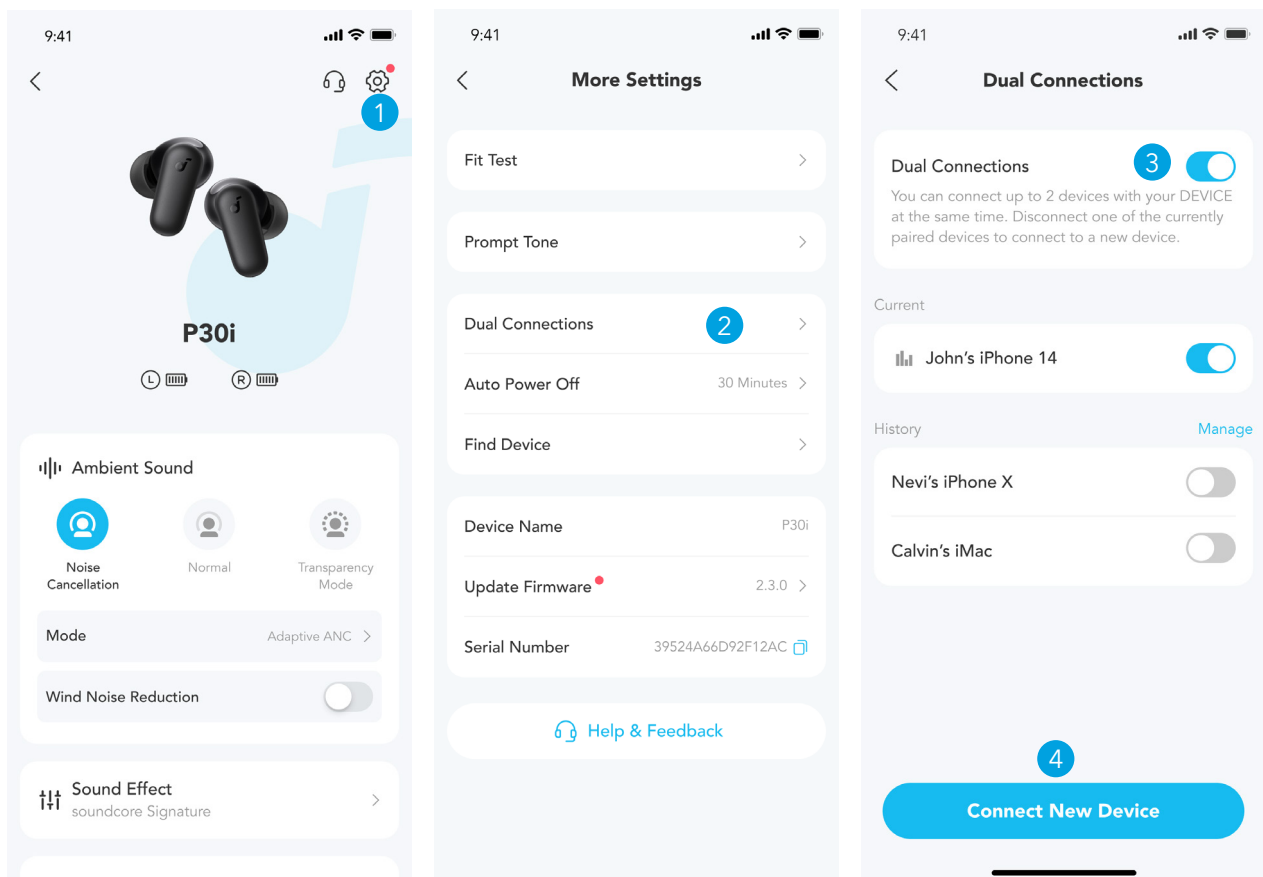 9:41
1
P30i
L
R
Ambient Sound
Noise
Cancellation
Normal
Transparency
Mode
Mode
Adaptive ANC
Wind Noise Reduction
Sound Effect
soundcore Signature
9:41
More Settings
Fit Test
Prompt Tone
Dual Connections
2
Auto Power Off
30 Minutes
Find Device
Device Name
P30i
Update Firmware
2.3.0
Serial Number
39524A66D92F12AC
Help & Feedback
9:41
Dual Connections
Dual Connections
3
You can connect up to 2 devices with your DEVICE
at the same time. Disconnect one of the currently
paired devices to connect to a new device.
Current
John's iPhone 14
History
Manage
Nevi's iPhone X
Calvin's iMac
4
Connect New Device